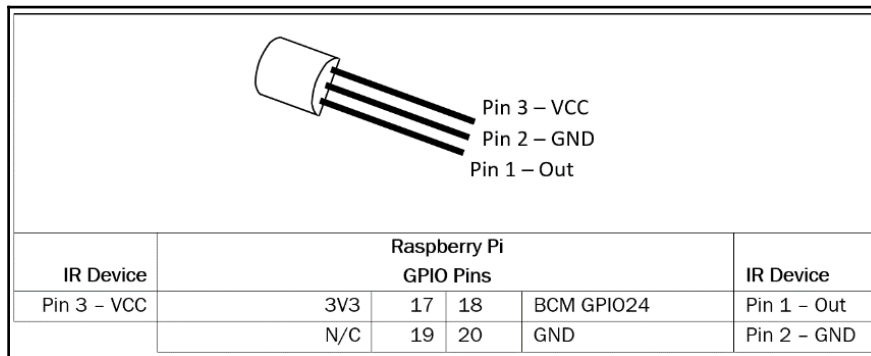 Pin 3 – VCC
Pin 2 – GND
Pin 1 – Out
Raspberry Pi
IR Device GPIO Pins IR Device
Pin 3 – VCC 3V3 17 18 BCM GPIO24 Pin 1 – Out
N/C 19 20 GND Pin 2 – GND